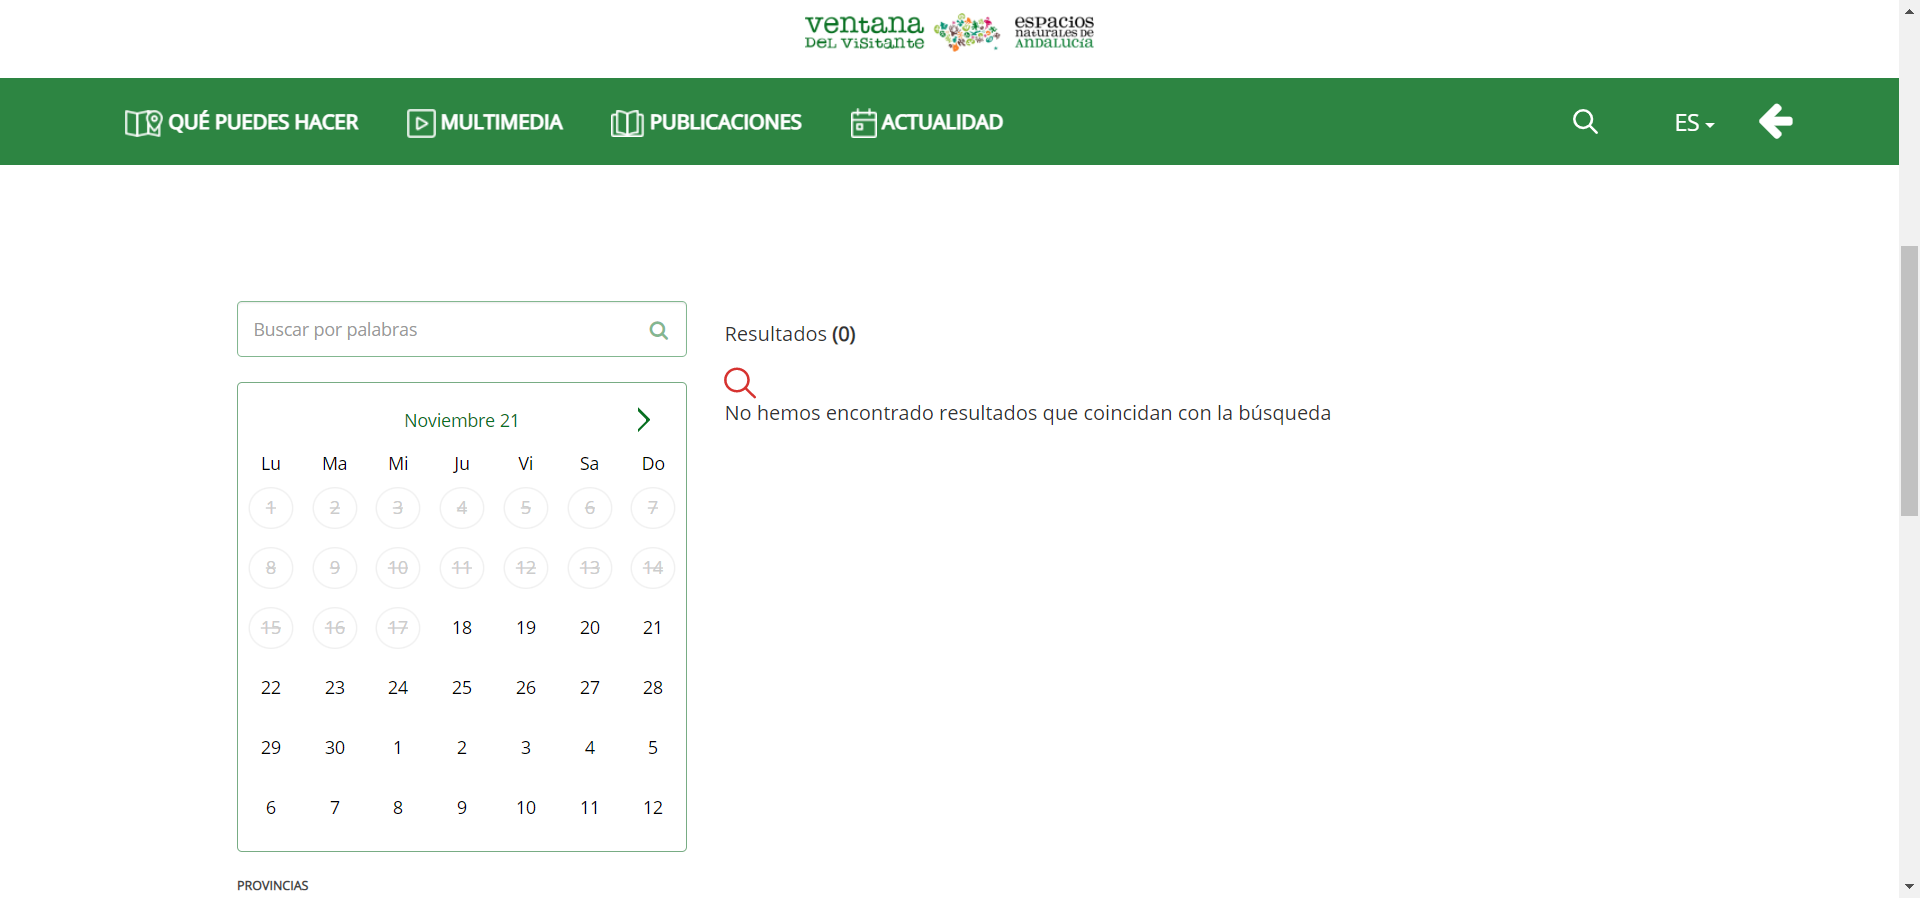 ventana
DEL VISITANTE
espacios
naturales de
ANDALUCÍA
QUÉ PUEDES HACER
MULTIMEDIA
PUBLICACIONES
ACTUALIDAD
ES
Buscar por palabras
Noviembre 21
Lu Ma Mi Ju Vi Sa Do
1 2 3 4 5 6 7
8 9 10 11 12 13 14
15 16 17 18 19 20 21
22 23 24 25 26 27 28
29 30 1 2 3 4 5
6 7 8 9 10 11 12
PROVINCIAS
Resultados (0)
No hemos encontrado resultados que coincidan con la búsqueda